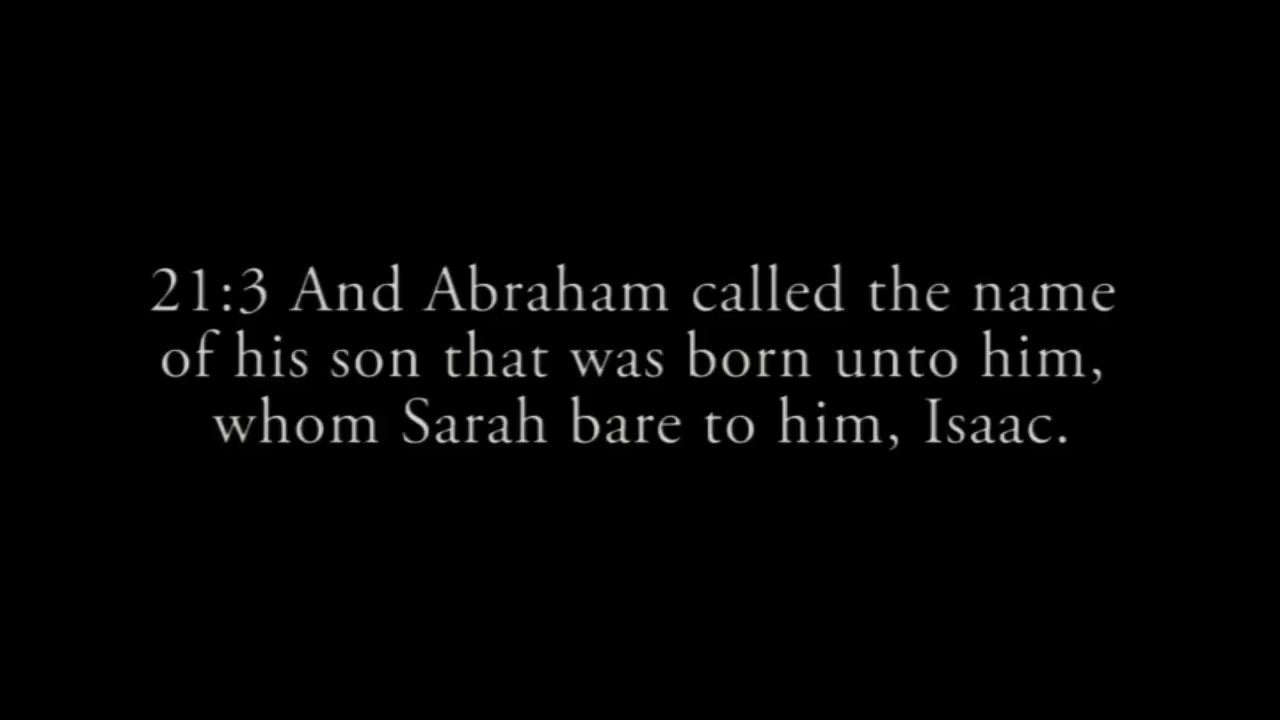 21:3 And Abraham called the name
of his son that was born unto him,
whom Sarah bare to him, Isaac.